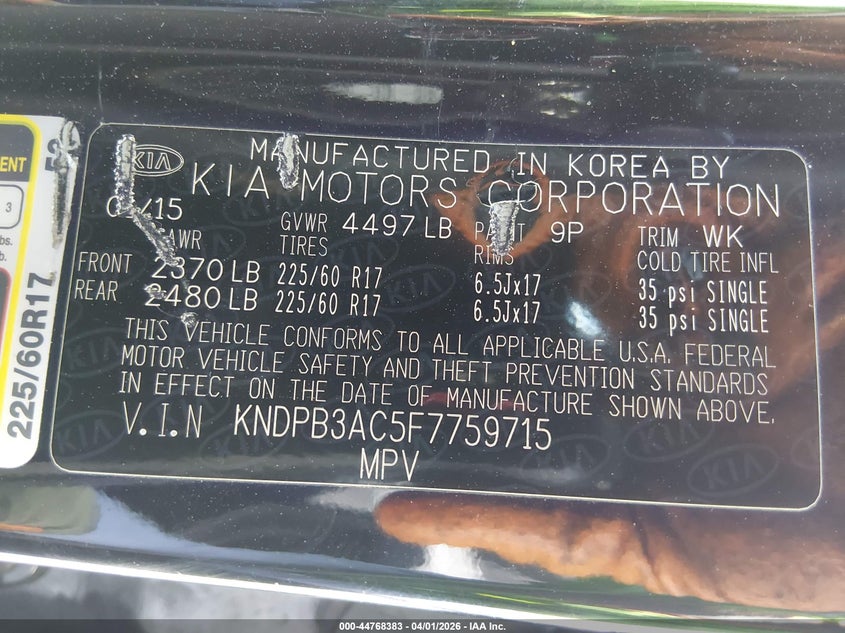 KIA
MANUFACTURED IN KOREA BY
KIA MOTORS CORPORATION
GVWR 4497 LB
9P
TRIM WK
TIRES
RIMS
COLD TIRE INFL
FRONT 2370 LB 225/60 R17 6.5Jx17 35 psi SINGLE
REAR 2480 LB 225/60 R17 6.5Jx17 35 psi SINGLE
THIS VEHICLE CONFORMS TO ALL APPLICABLE U.S.A. FEDERAL
MOTOR VEHICLE SAFETY AND THEFT PREVENTION STANDARDS
IN EFFECT ON THE DATE OF MANUFACTURE SHOWN ABOVE.
V.I.N KNDPB3AC5F7759715
MPV
225/60R17
3
000-44768383 - 04/01/2026 - IAA Inc.